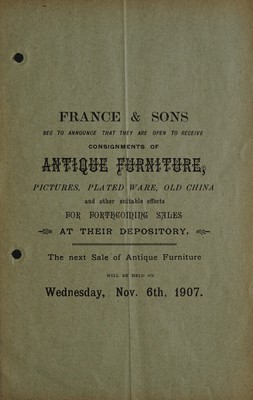 FRANCE & SONS
BEG TO ANNOUNCE THAT THEY ARE OPEN TO RECEIVE
CONSIGNMENTS OF
ANTIQUE FURNITURE,
PICTURES, PLATED WARE, OLD CHINA
and other suitable effects
FOR FORTHCOMING SALES
AT THEIR DEPOSITORY.
The next Sale of Antique Furniture
WILL BE HELD ON
Wednesday, Nov. 6th, 1907.